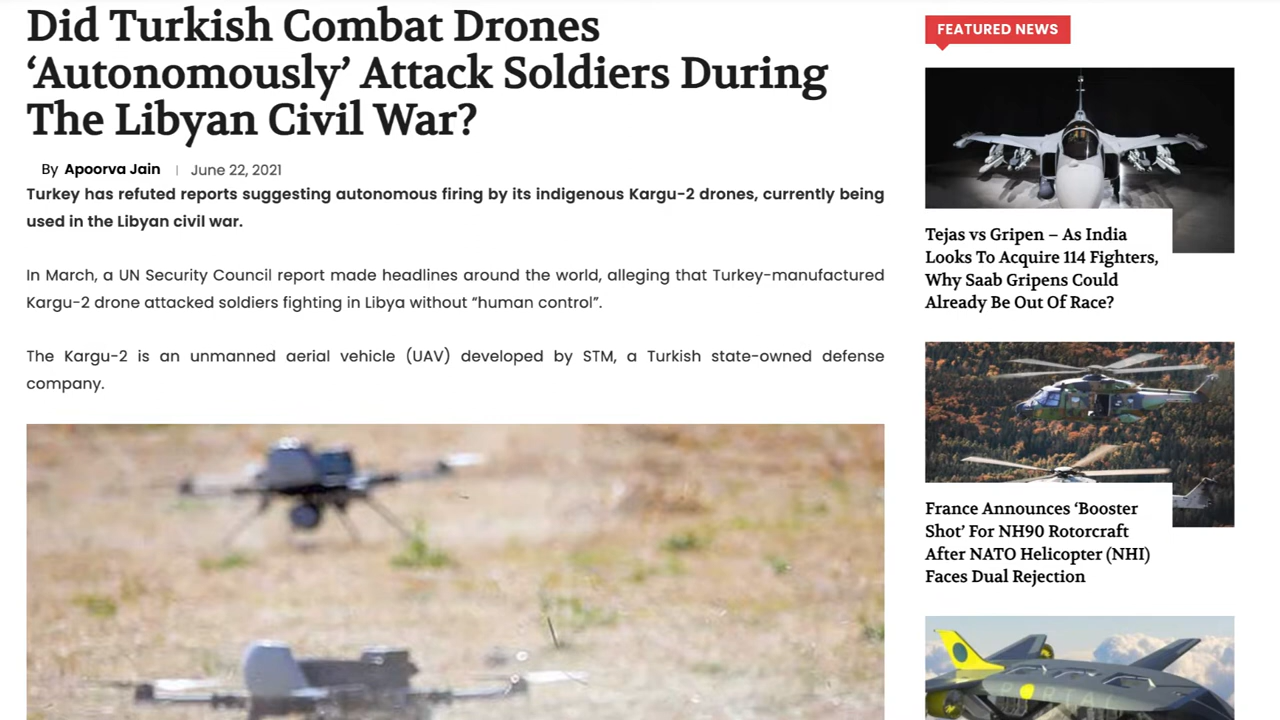 Did Turkish Combat Drones
‘Autonomously’ Attack Soldiers During
The Libyan Civil War?
By Apoorva Jain | June 22, 2021
Turkey has refuted reports suggesting autonomous firing by its indigenous Kargu-2 drones, currently being
used in the Libyan civil war.
In March, a UN Security Council report made headlines around the world, alleging that Turkey-manufactured
Kargu-2 drone attacked soldiers fighting in Libya without “human control”.
The Kargu-2 is an unmanned aerial vehicle (UAV) developed by STM, a Turkish state-owned defense
company.
FEATURED NEWS
Tejas vs Gripen – As India
Looks To Acquire 114 Fighters,
Why Saab Gripens Could
Already Be Out Of Race?
France Announces ‘Booster
Shot’ For NH90 Rotorcraft
After NATO Helicopter (NHI)
Faces Dual Rejection